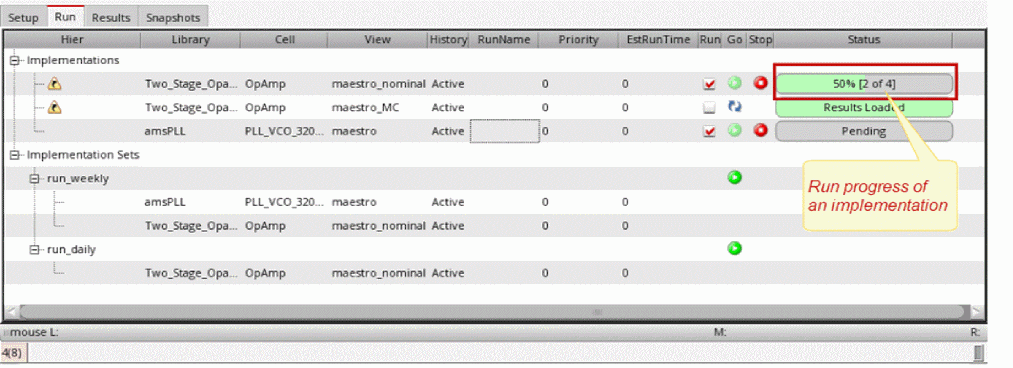 Setup Run Results Snapshots
Hier Library Cell View History RunName Priority EstRunTime Run Go Stop Status
Implementations
Two_Stage_Opa... OpAmp maestro_nominal Active 0 0 50% [2 of 4]
Two_Stage_Opa... OpAmp maestro_MC Active 0 0 Results Loaded
amsPLL PLL_VCO_320... maestro Active 0 0 Pending
Implementation Sets
run_weekly
amsPLL PLL_VCO_320... maestro Active 0 0
Two_Stage_Opa... OpAmp maestro_nominal Active 0 0
run_daily
Two_Stage_Opa... OpAmp maestro_nominal Active 0 0
Run progress of
an implementation
mouse L: M: R:
4(8)